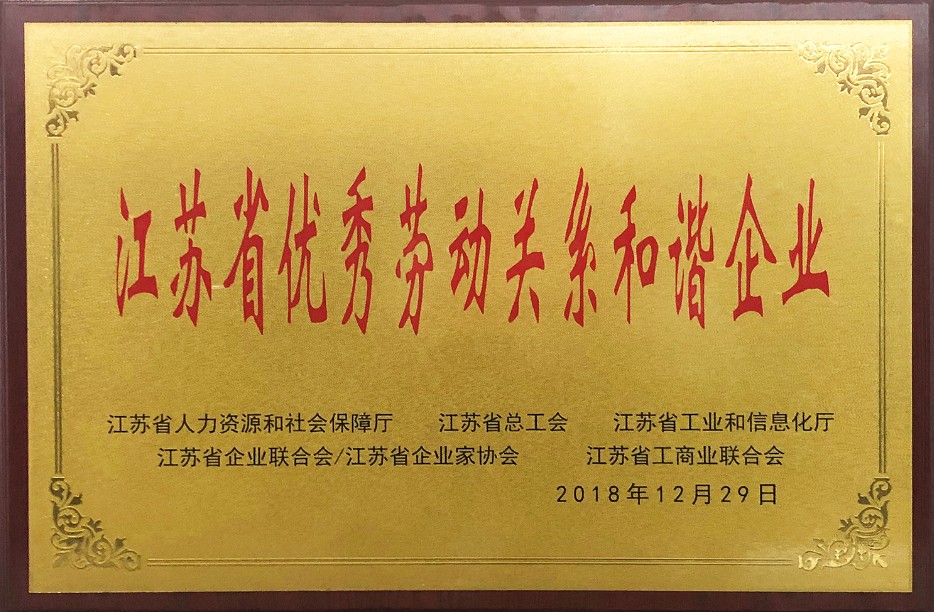 江苏省优秀劳动关系和谐企业
江苏省人力资源和社会保障厅 江苏省总工会 江苏省工业和信息化厅
江苏省企业联合会/江苏省企业家协会 江苏省工商业联合会
2018年12月29日